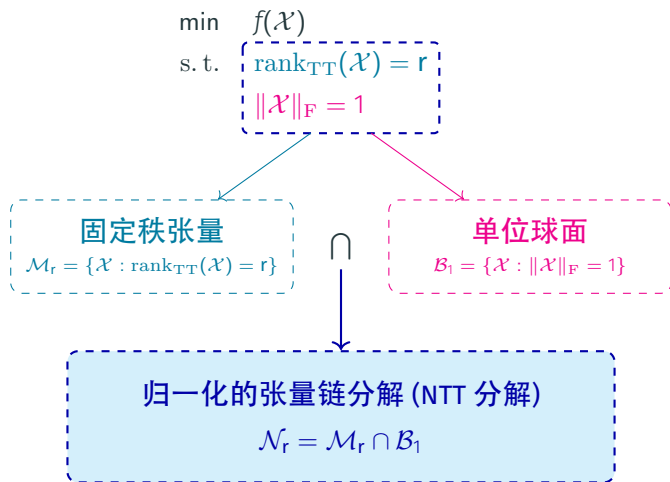 min f(𝒳)
s.t. rank_TT(𝒳) = r
‖𝒳‖_F = 1
固定秩张量
ℳ_r = {𝒳 : rank_TT(𝒳) = r}
∩
单位球面
ℬ_1 = {𝒳 : ‖𝒳‖_F = 1}
归一化的张量链分解 (NTT 分解)
𝒩_r = ℳ_r ∩ ℬ_1